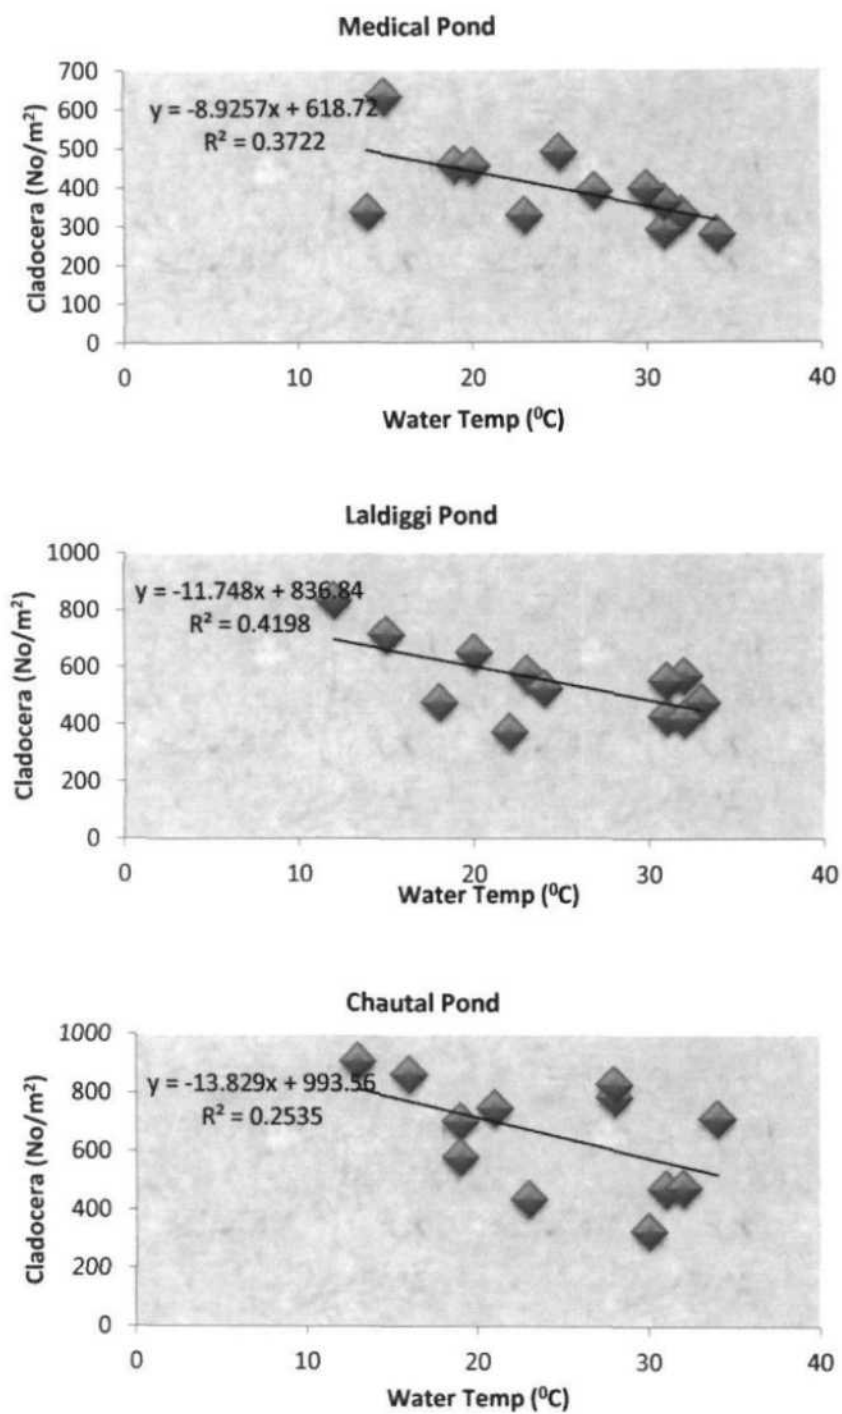 Medical Pond
700
600
500
400
300
200
100
0
y = -8.9257x + 618.72
R² = 0.3722
Cladocera (No/m²)
0 10 20 30 40
Water Temp (⁰C)
Laldiggi Pond
1000
800
600
400
200
0
y = -11.748x + 836.84
R² = 0.4198
Cladocera (No/m²)
0 10 20 30 40
Water Temp (⁰C)
Chautal Pond
1000
800
600
400
200
0
y = -13.829x + 993.56
R² = 0.2535
Cladocera (No/m²)
0 10 20 30 40
Water Temp (⁰C)